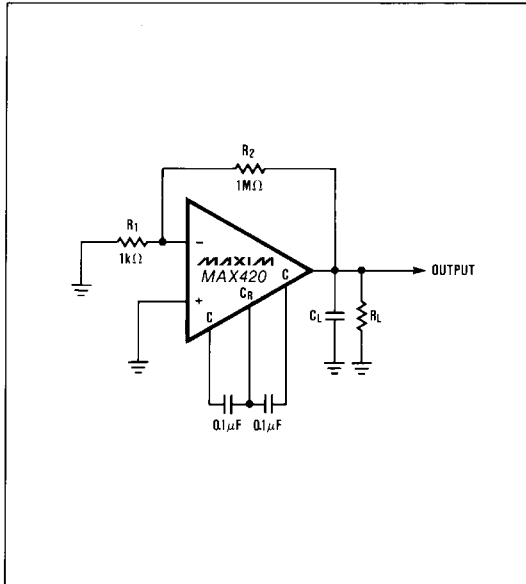 R2
1MΩ
R1
1kΩ
−
MAXIM
MAX420
+
C
CR
C
OUTPUT
CL
RL
0.1µF
0.1µF